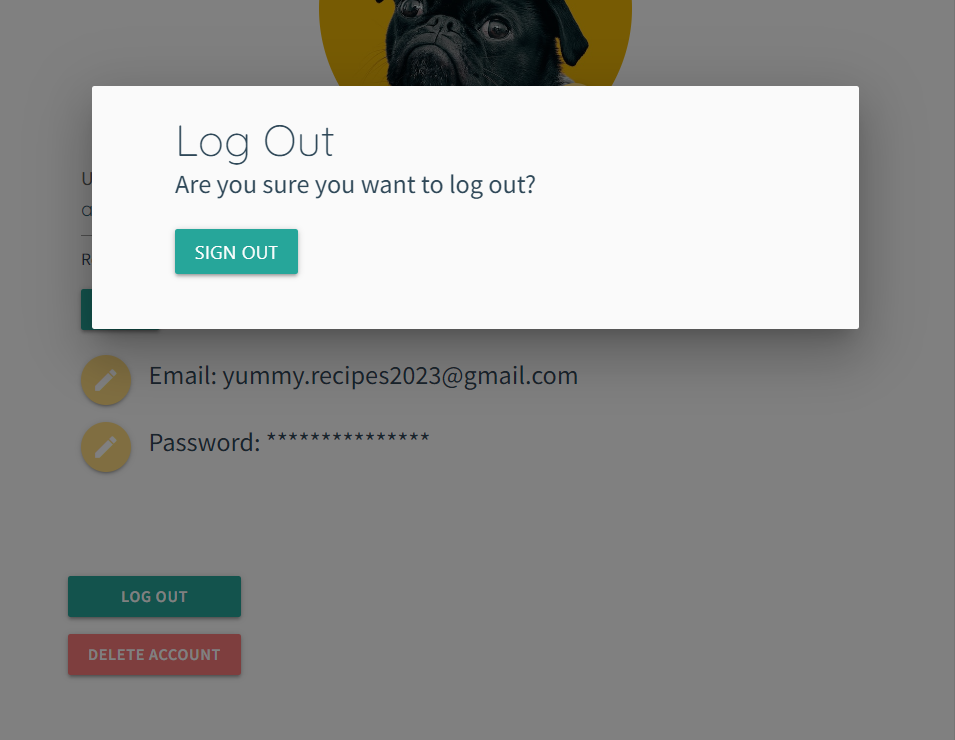 Log Out
Are you sure you want to log out?
SIGN OUT
Email: yummy.recipes2023@gmail.com
Password: ***************
LOG OUT
DELETE ACCOUNT